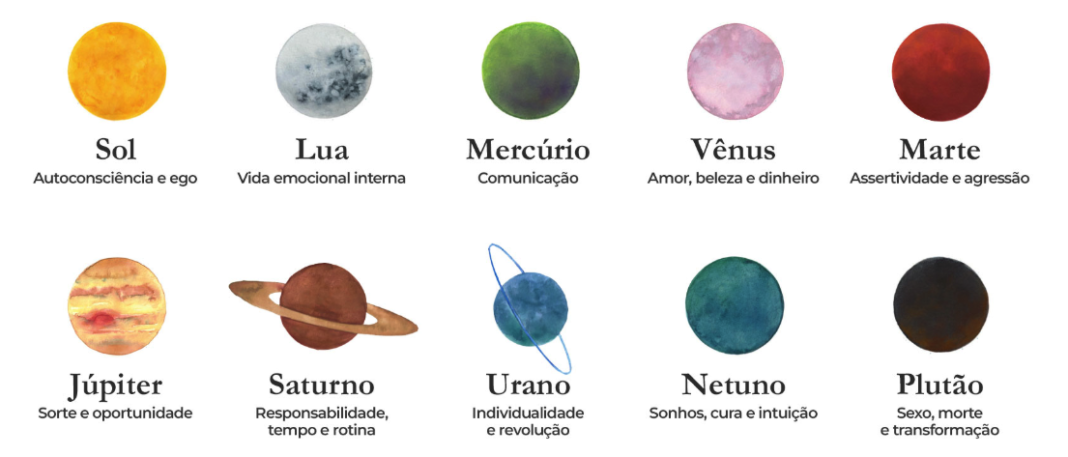 Sol
Autoconsciência e ego
Lua
Vida emocional interna
Mercúrio
Comunicação
Vênus
Amor, beleza e dinheiro
Marte
Assertividade e agressão
Júpiter
Sorte e oportunidade
Saturno
Responsabilidade,
tempo e rotina
Urano
Individualidade
e revolução
Netuno
Sonhos, cura e intuição
Plutão
Sexo, morte
e transformação